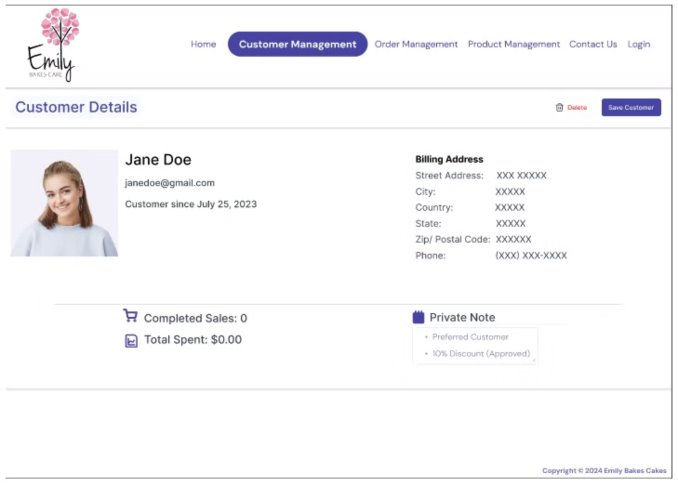 Emily
BAKES CAKE
Home Customer Management Order Management Product Management Contact Us Login
Customer Details
Delete
Save Customer
Jane Doe
janedoe@gmail.com
Customer since July 25, 2023
Billing Address
Street Address: XXX XXXXX
City: XXXXX
Country: XXXXX
State: XXXXX
Zip/ Postal Code: XXXXXX
Phone: (XXX) XXX-XXXX
Completed Sales: 0
Total Spent: $0.00
Private Note
• Preferred Customer
• 10% Discount (Approved)
Copyright © 2024 Emily Bakes Cakes